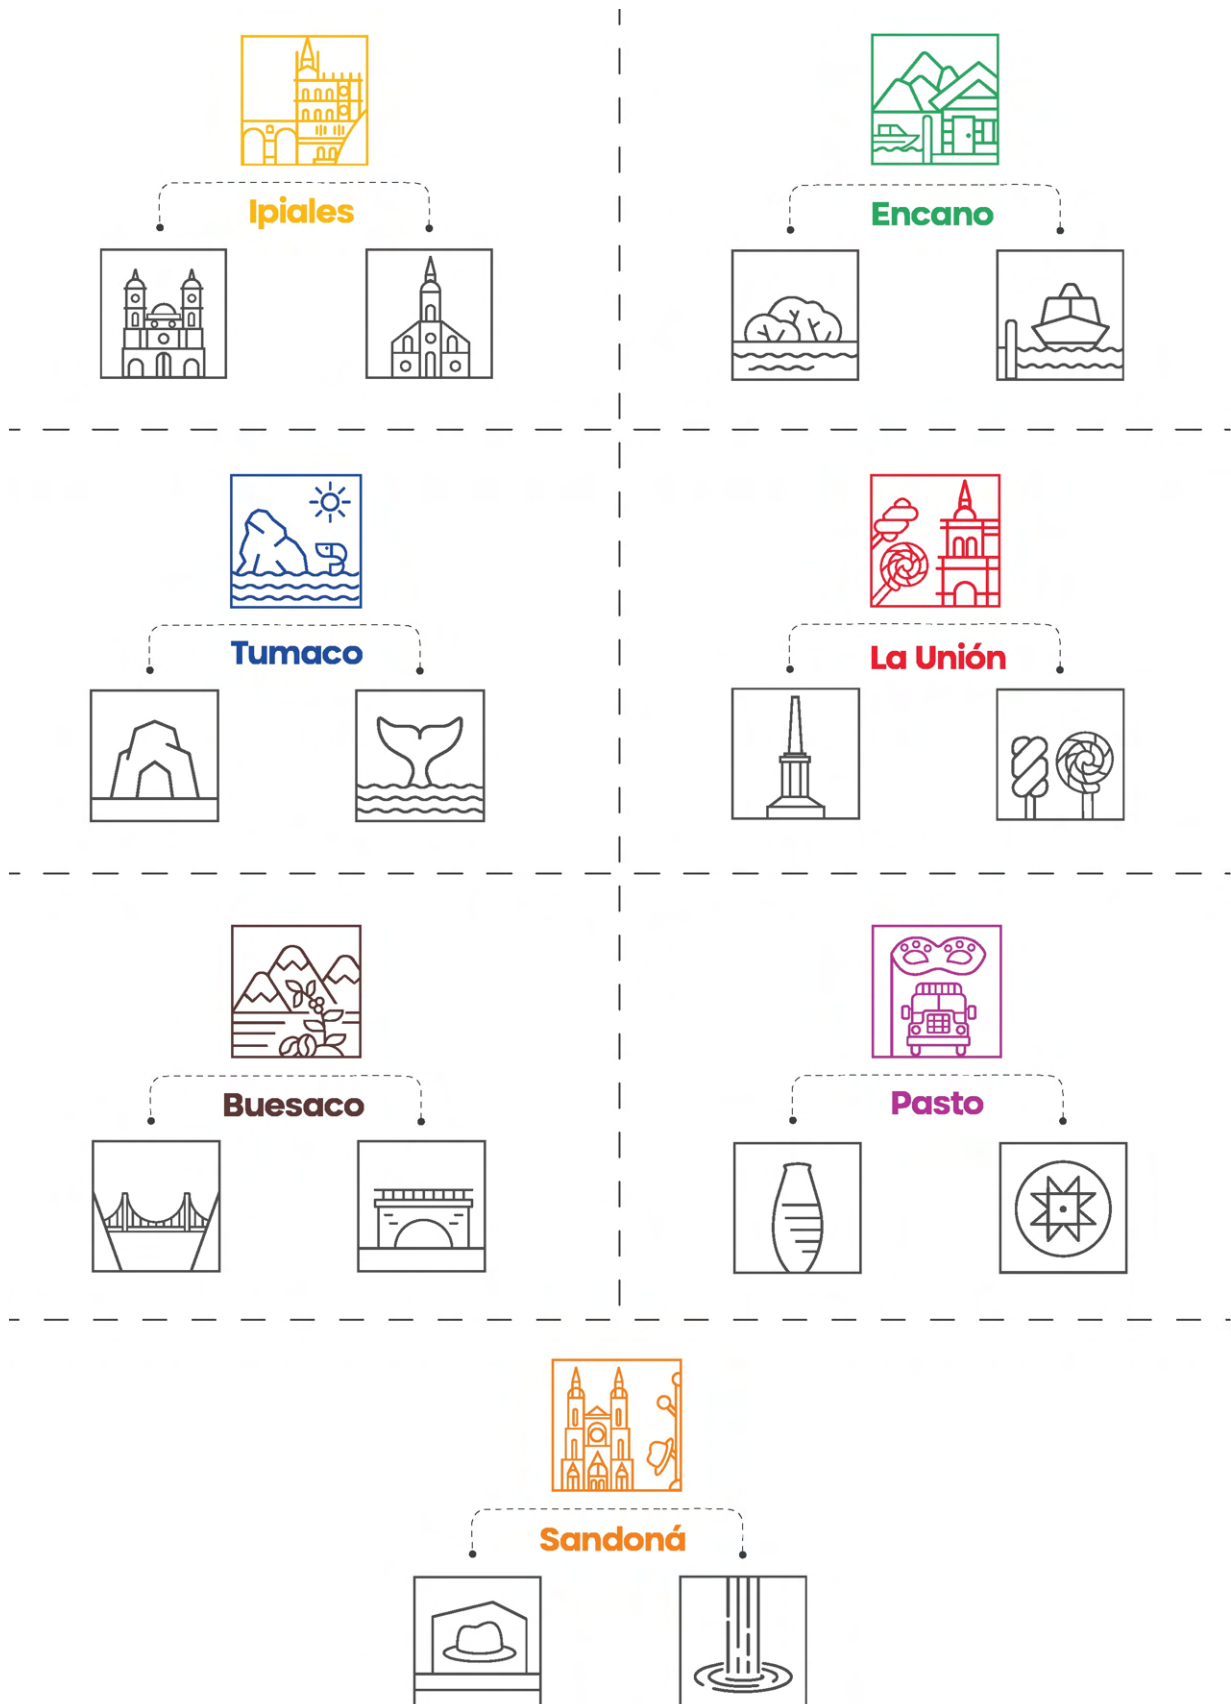 Ipiales
Encano
Tumaco
La Unión
Buesaco
Pasto
Sandoná